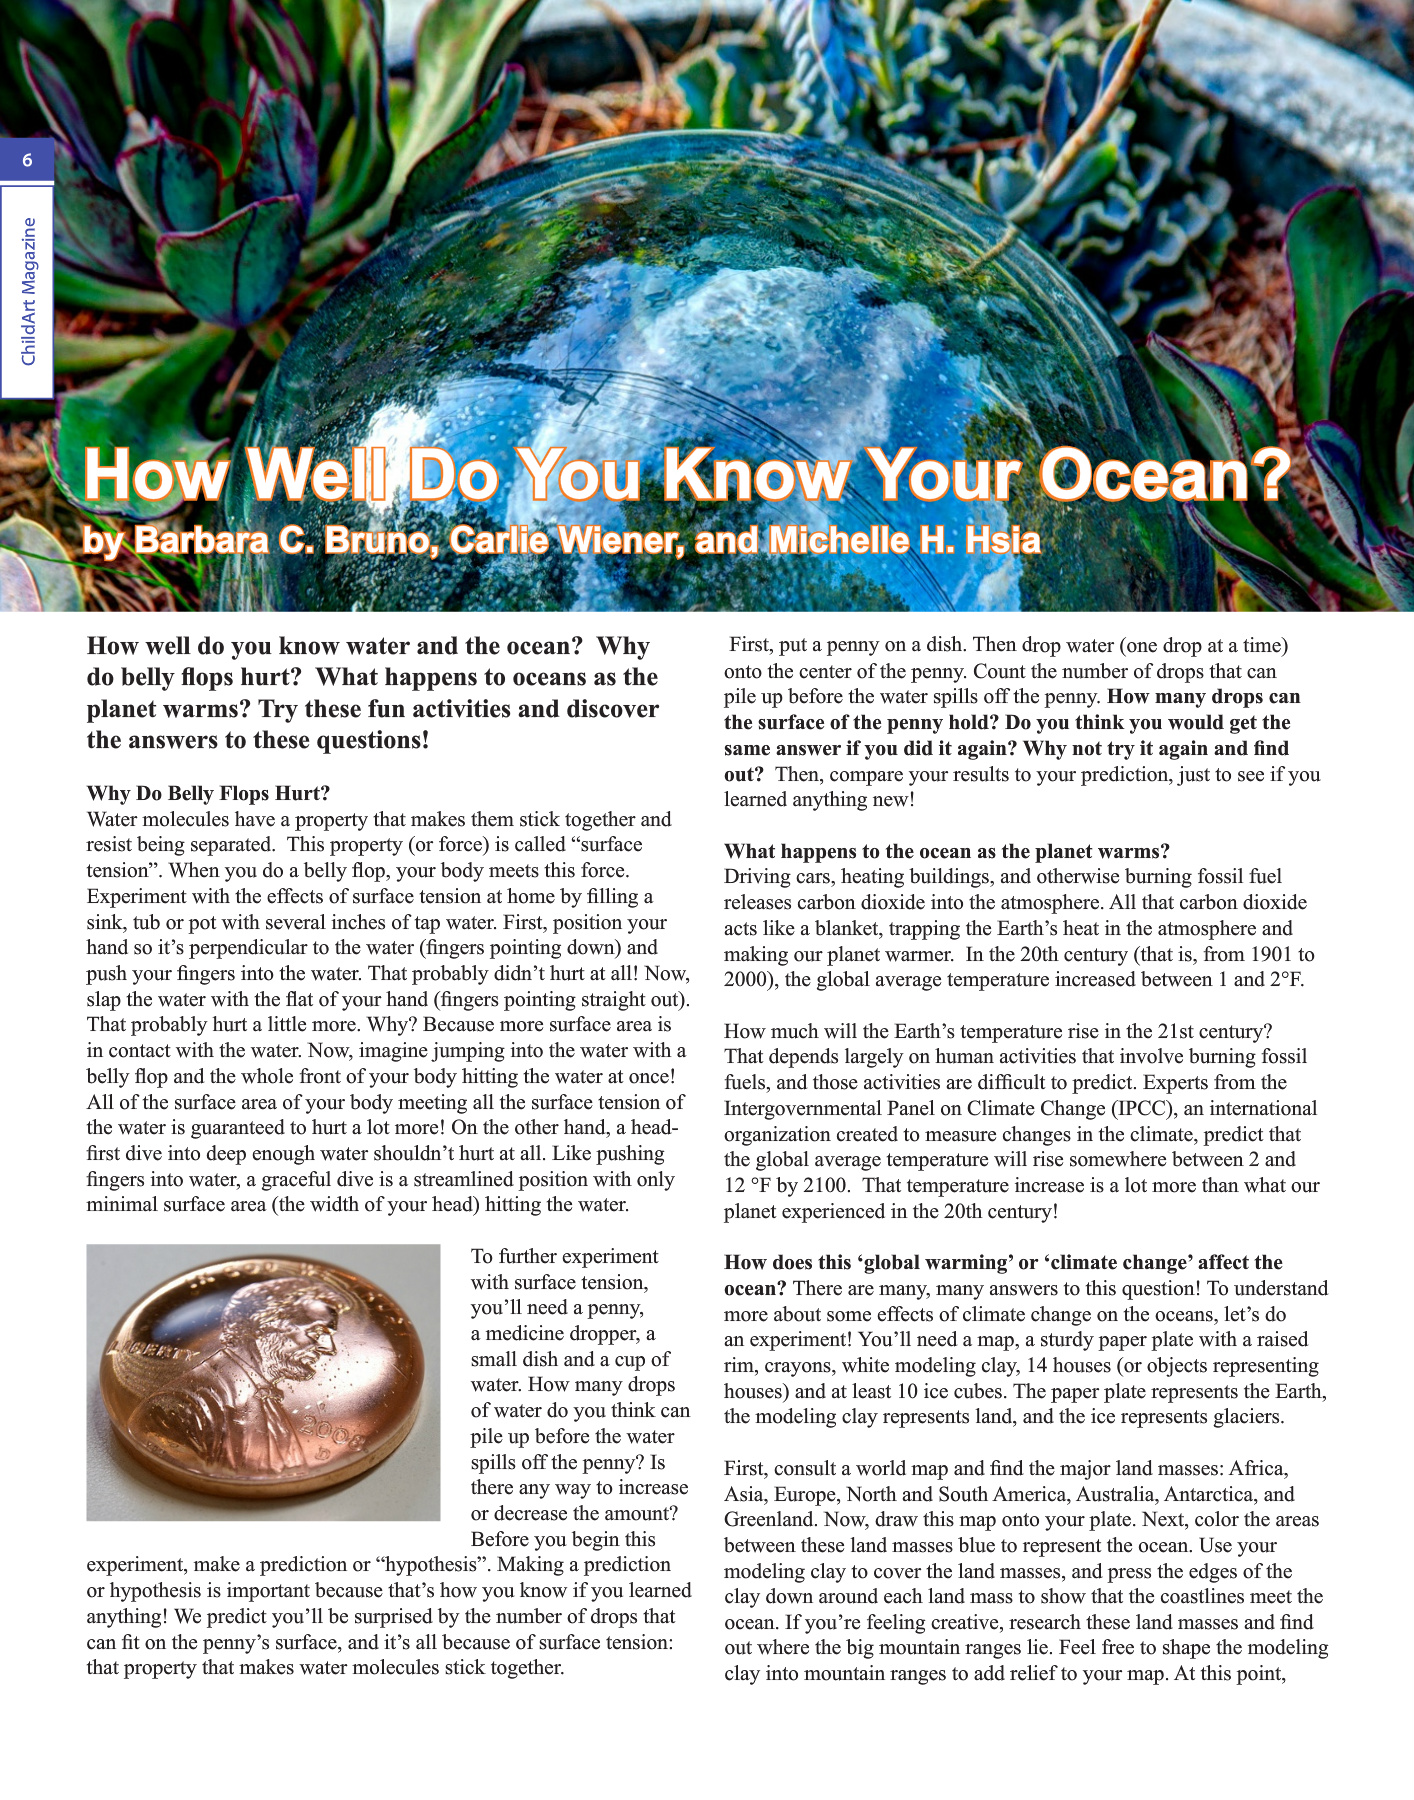 6
ChildArt Magazine
How Well Do You Know Your Ocean?
by Barbara C. Bruno, Carlie Wiener, and Michelle H. Hsia
How well do you know water and the ocean?  Why
do belly flops hurt?  What happens to oceans as the
planet warms? Try these fun activities and discover
the answers to these questions!
Why Do Belly Flops Hurt?
Water molecules have a property that makes them stick together and
resist being separated.  This property (or force) is called “surface
tension”. When you do a belly flop, your body meets this force.
Experiment with the effects of surface tension at home by filling a
sink, tub or pot with several inches of tap water. First, position your
hand so it’s perpendicular to the water (fingers pointing down) and
push your fingers into the water. That probably didn’t hurt at all! Now,
slap the water with the flat of your hand (fingers pointing straight out).
That probably hurt a little more. Why? Because more surface area is
in contact with the water. Now, imagine jumping into the water with a
belly flop and the whole front of your body hitting the water at once!
All of the surface area of your body meeting all the surface tension of
the water is guaranteed to hurt a lot more! On the other hand, a head-
first dive into deep enough water shouldn’t hurt at all. Like pushing
fingers into water, a graceful dive is a streamlined position with only
minimal surface area (the width of your head) hitting the water.
LIBERTY
2008
D
To further experiment
with surface tension,
you’ll need a penny,
a medicine dropper, a
small dish and a cup of
water. How many drops
of water do you think can
pile up before the water
spills off the penny? Is
there any way to increase
or decrease the amount?
Before you begin this
experiment, make a prediction or “hypothesis”. Making a prediction
or hypothesis is important because that’s how you know if you learned
anything! We predict you’ll be surprised by the number of drops that
can fit on the penny’s surface, and it’s all because of surface tension:
that property that makes water molecules stick together.
First, put a penny on a dish. Then drop water (one drop at a time)
onto the center of the penny. Count the number of drops that can
pile up before the water spills off the penny. How many drops can
the surface of the penny hold? Do you think you would get the
same answer if you did it again? Why not try it again and find
out?  Then, compare your results to your prediction, just to see if you
learned anything new!
What happens to the ocean as the planet warms?
Driving cars, heating buildings, and otherwise burning fossil fuel
releases carbon dioxide into the atmosphere. All that carbon dioxide
acts like a blanket, trapping the Earth’s heat in the atmosphere and
making our planet warmer.  In the 20th century (that is, from 1901 to
2000), the global average temperature increased between 1 and 2°F.
How much will the Earth’s temperature rise in the 21st century?
That depends largely on human activities that involve burning fossil
fuels, and those activities are difficult to predict. Experts from the
Intergovernmental Panel on Climate Change (IPCC), an international
organization created to measure changes in the climate, predict that
the global average temperature will rise somewhere between 2 and
12 °F by 2100.  That temperature increase is a lot more than what our
planet experienced in the 20th century!
How does this ‘global warming’ or ‘climate change’ affect the
ocean? There are many, many answers to this question! To understand
more about some effects of climate change on the oceans, let’s do
an experiment! You’ll need a map, a sturdy paper plate with a raised
rim, crayons, white modeling clay, 14 houses (or objects representing
houses) and at least 10 ice cubes. The paper plate represents the Earth,
the modeling clay represents land, and the ice represents glaciers.
First, consult a world map and find the major land masses: Africa,
Asia, Europe, North and South America, Australia, Antarctica, and
Greenland. Now, draw this map onto your plate. Next, color the areas
between these land masses blue to represent the ocean. Use your
modeling clay to cover the land masses, and press the edges of the
clay down around each land mass to show that the coastlines meet the
ocean. If you’re feeling creative, research these land masses and find
out where the big mountain ranges lie. Feel free to shape the modeling
clay into mountain ranges to add relief to your map. At this point,